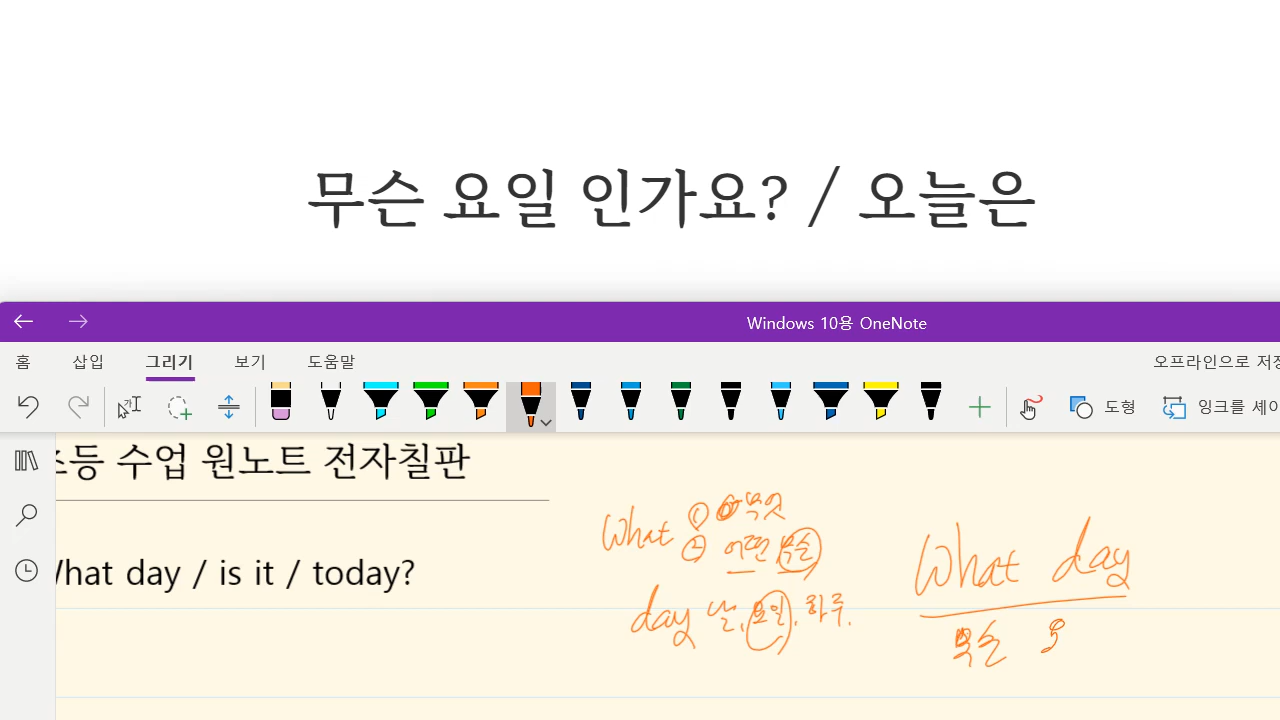 무슨 요일 인가요? / 오늘은
Windows 10용 OneNote
홈 삽입 그리기 보기 도움말 오프라인으로 저장
도형 잉크를 셰이
초등 수업 원노트 전자칠판
What ① 무엇
② 어떤 무슨
What day / is it / today?
day 날, 요일, 하루.
What day
무슨